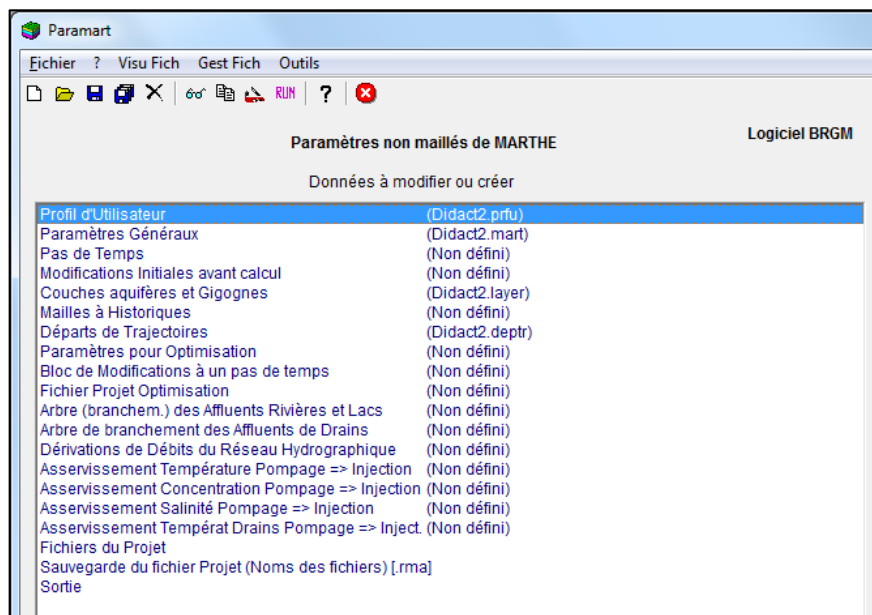 Paramart
Fichier ? Visu Fich Gest Fich Outils
RUN ?
Logiciel BRGM
Paramètres non maillés de MARTHE
Données à modifier ou créer
Profil d'Utilisateur (Didact2.prfu)
Paramètres Généraux (Didact2.mart)
Pas de Temps (Non défini)
Modifications Initiales avant calcul (Non défini)
Couches aquifères et Gigognes (Didact2.layer)
Mailles à Historiques (Non défini)
Départs de Trajectoires (Didact2.deptr)
Paramètres pour Optimisation (Non défini)
Bloc de Modifications à un pas de temps (Non défini)
Fichier Projet Optimisation (Non défini)
Arbre (branchem.) des Affluents Rivières et Lacs (Non défini)
Arbre de branchement des Affluents de Drains (Non défini)
Dérivations de Débits du Réseau Hydrographique (Non défini)
Asservissement Température Pompage => Injection (Non défini)
Asservissement Concentration Pompage => Injection (Non défini)
Asservissement Salinité Pompage => Injection (Non défini)
Asservissement Températ Drains Pompage => Inject. (Non défini)
Fichiers du Projet
Sauvegarde du fichier Projet (Noms des fichiers) [.rma]
Sortie